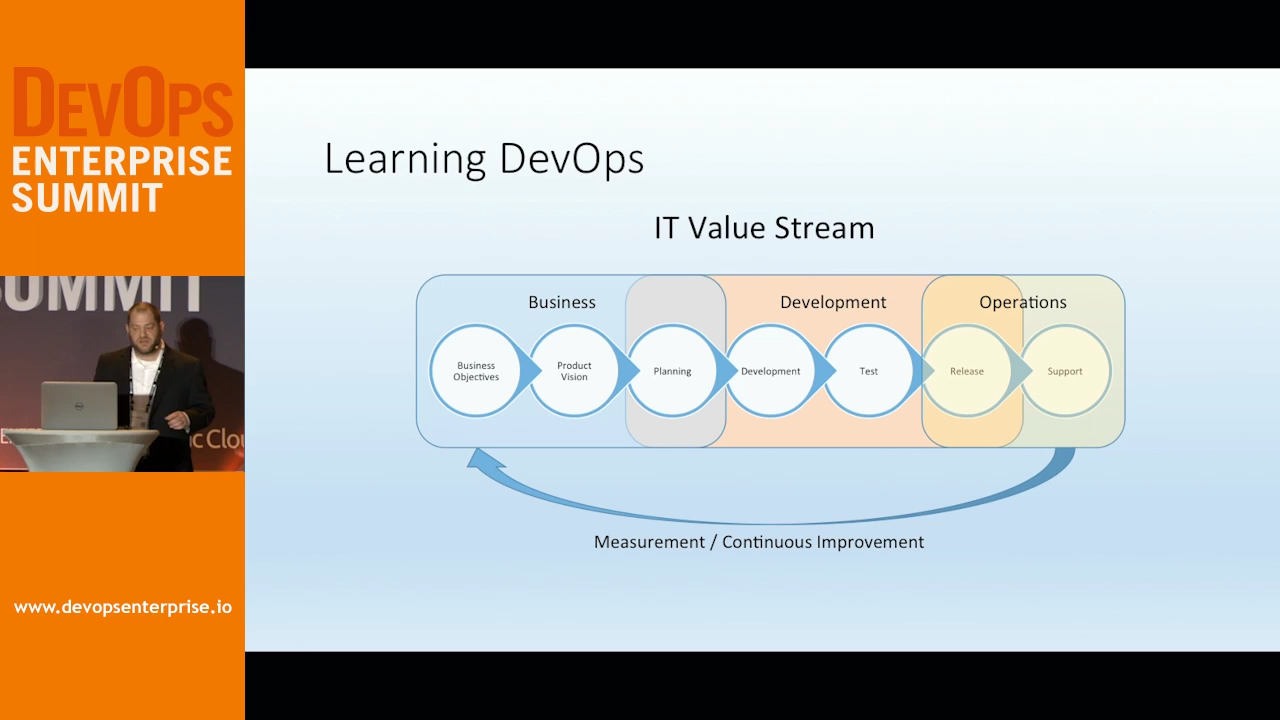 DEVOPS
ENTERPRISE
SUMMIT
SUMMIT
www.devopsenterprise.io
Learning DevOps
IT Value Stream
Business
Development
Operations
Business
Objectives
Product
Vision
Planning
Development
Test
Release
Support
Measurement / Continuous Improvement